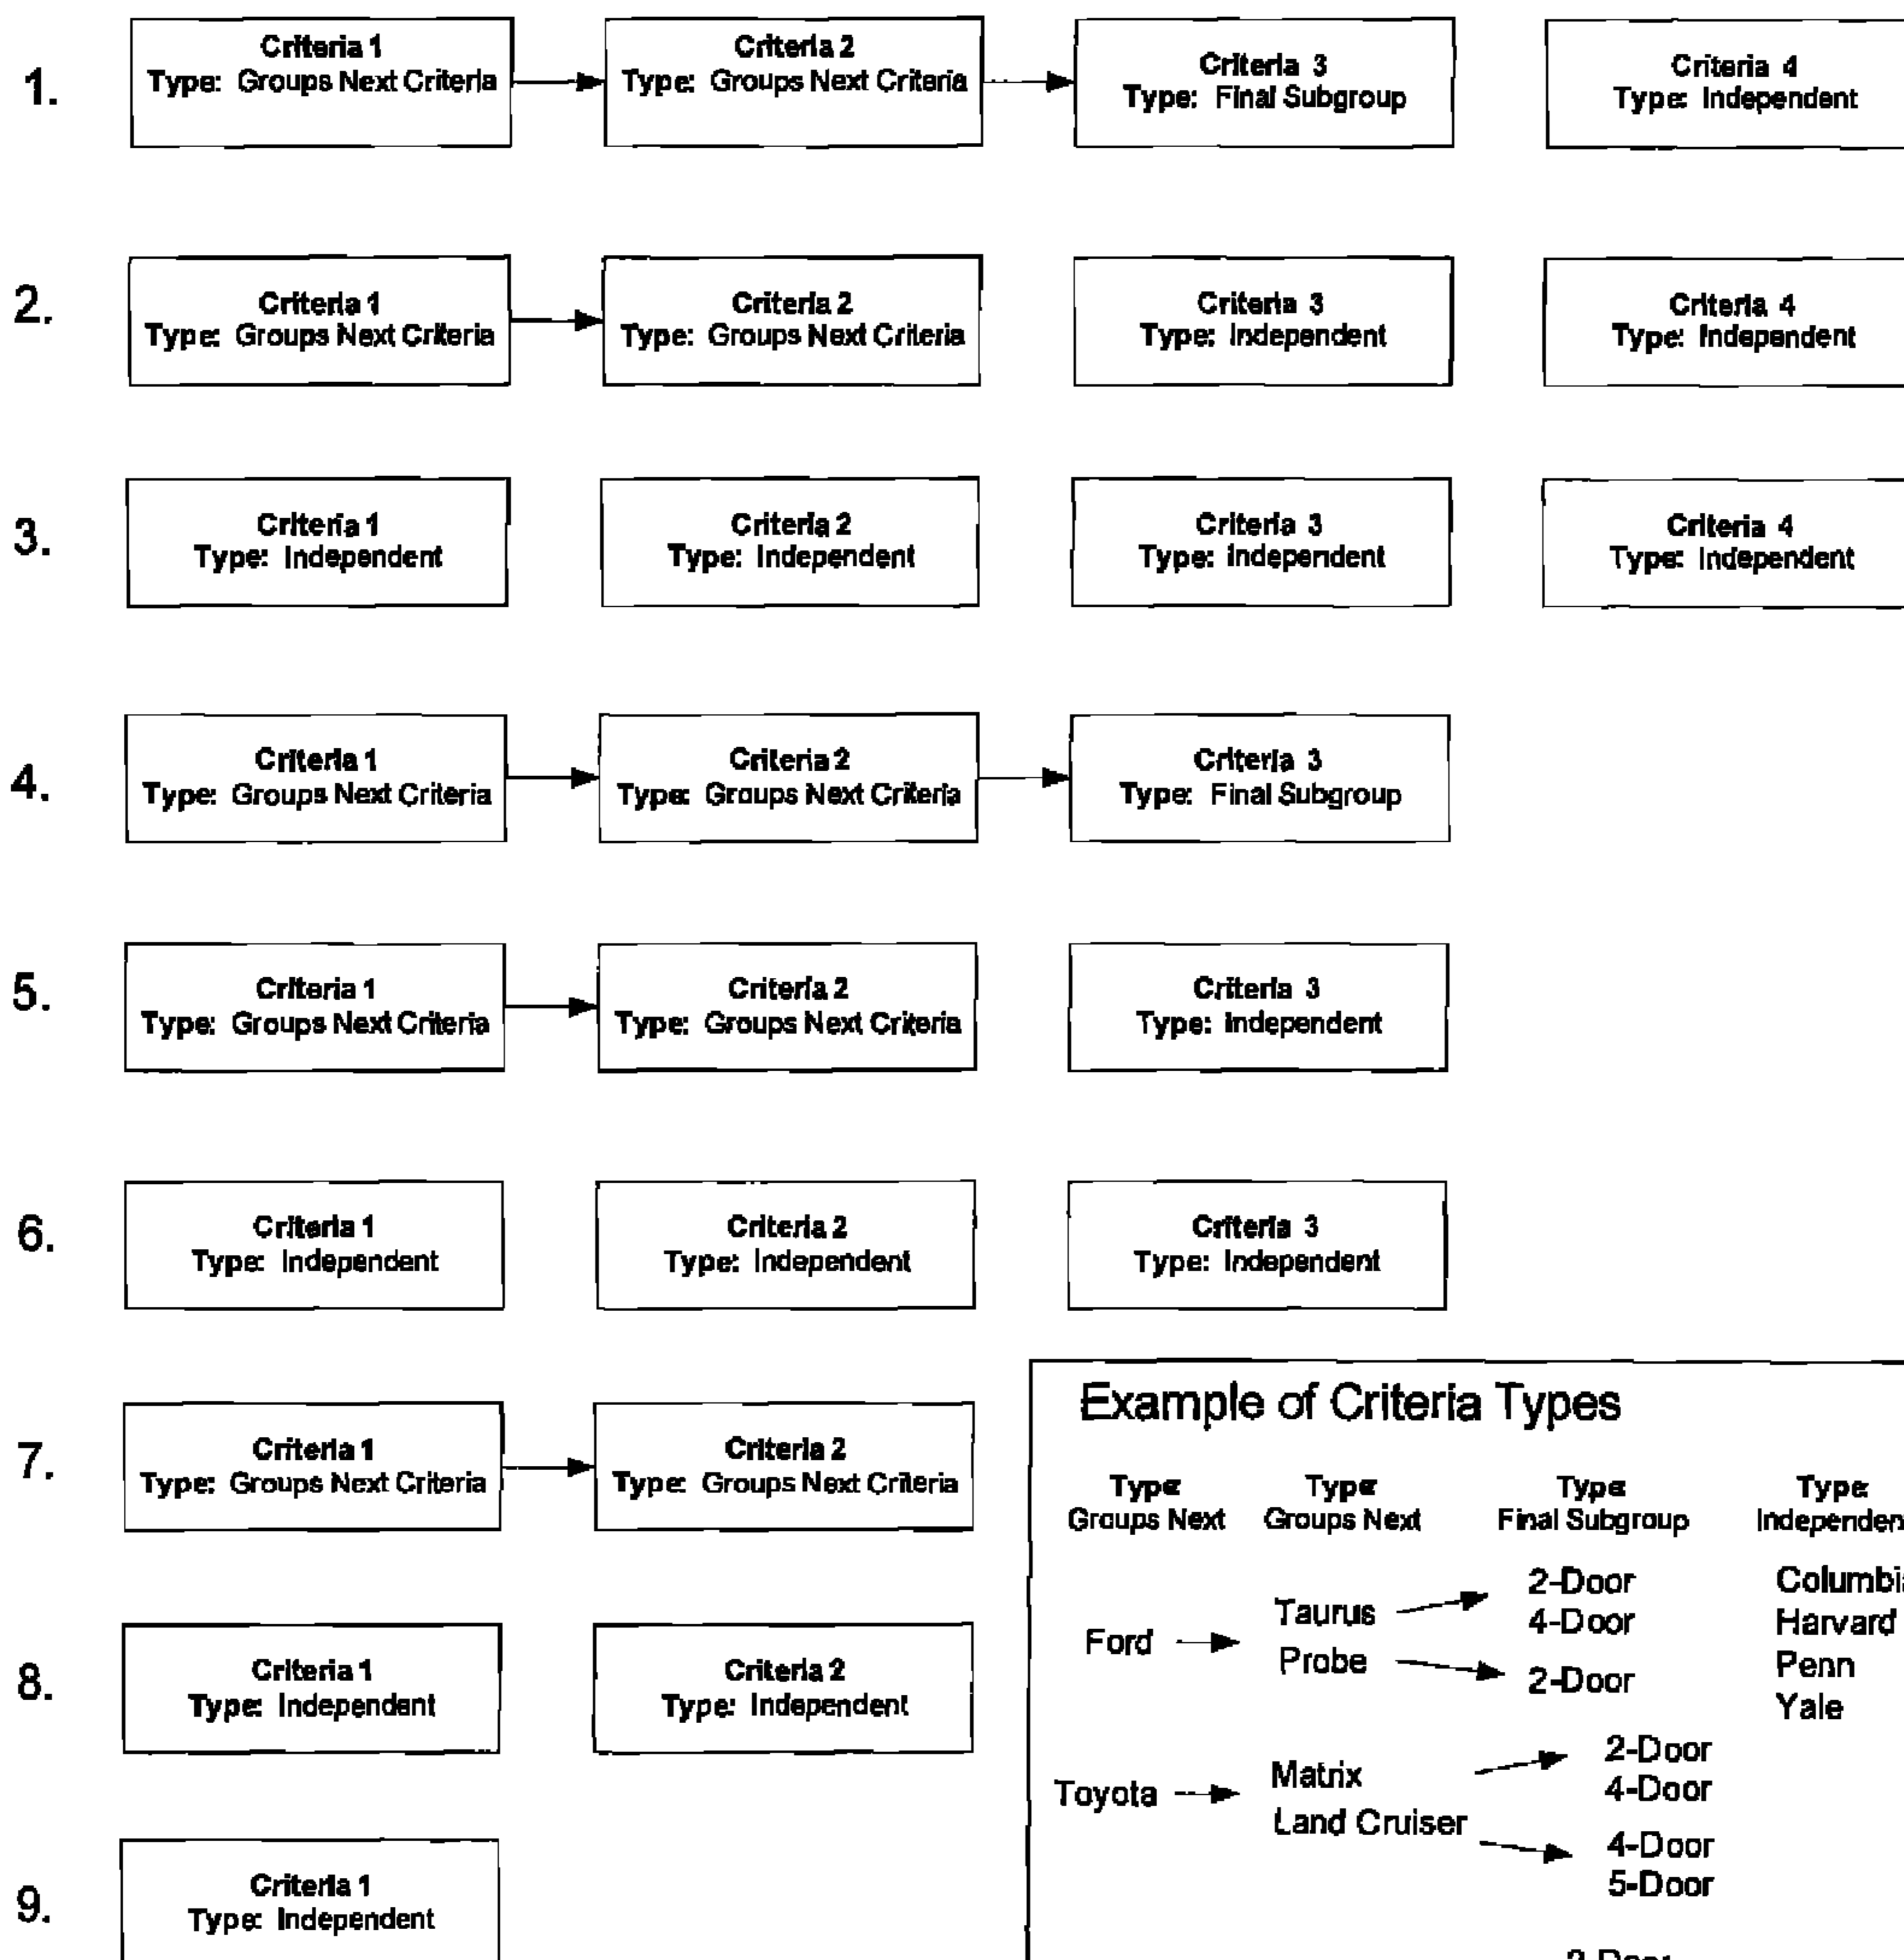 1.
Criteria 1
Type: Groups Next Criteria
Criteria 2
Type: Groups Next Criteria
Criteria 3
Type: Final Subgroup
Criteria 4
Type: Independent
2.
Criteria 1
Type: Groups Next Criteria
Criteria 2
Type: Groups Next Criteria
Criteria 3
Type: Independent
Criteria 4
Type: Independent
3.
Criteria 1
Type: Independent
Criteria 2
Type: Independent
Criteria 3
Type: Independent
Criteria 4
Type: Independent
4.
Criteria 1
Type: Groups Next Criteria
Criteria 2
Type: Groups Next Criteria
Criteria 3
Type: Final Subgroup
5.
Criteria 1
Type: Groups Next Criteria
Criteria 2
Type: Groups Next Criteria
Criteria 3
Type: Independent
6.
Criteria 1
Type: Independent
Criteria 2
Type: Independent
Criteria 3
Type: Independent
7.
Criteria 1
Type: Groups Next Criteria
Criteria 2
Type: Groups Next Criteria
8.
Criteria 1
Type: Independent
Criteria 2
Type: Independent
9.
Criteria 1
Type: Independent
Example of Criteria Types
Type:
Groups Next
Type:
Groups Next
Type:
Final Subgroup
Type:
Ford
Taurus
Probe
2-Door
4-Door
2-Door
Harvard
Penn
Yale
Toyota
Matrix
Land Cruiser
2-Door
4-Door
4-Door
5-Door